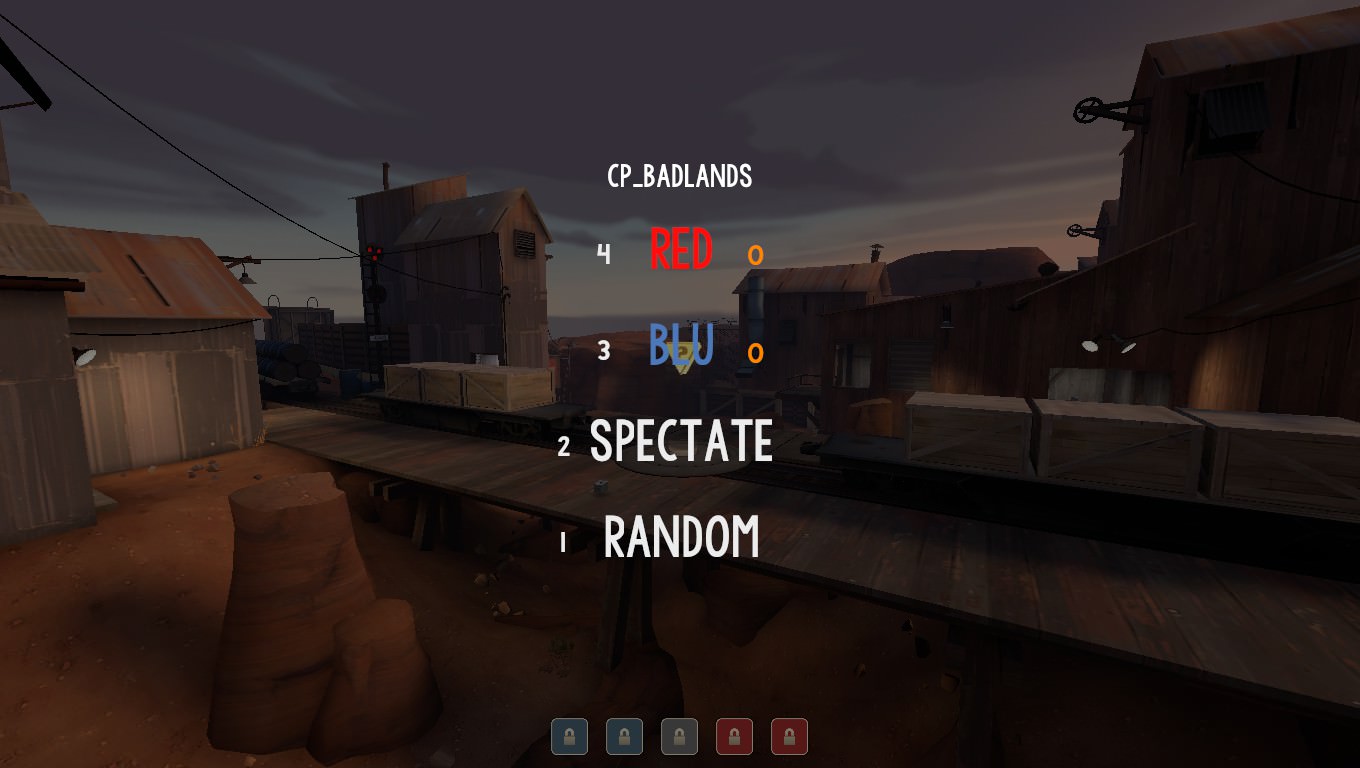 CP_BADLANDS
4 RED 0
3 BLU 0
2 SPECTATE
1 RANDOM